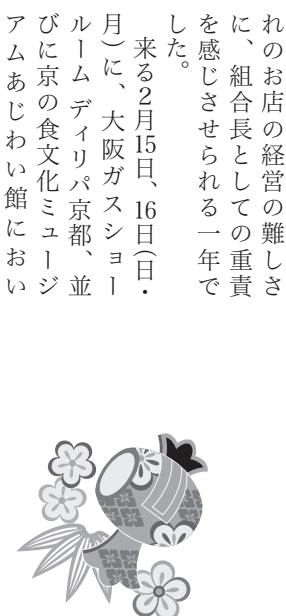 れのお店の経営の難しさ
に、組合長としての重責
を感じさせられる一年で
した。
　来る2月15日、16日(日・
月)に、大阪ガスショー
ルーム ディリパ京都、並
びに京の食文化ミュージ
アムあじわい館におい